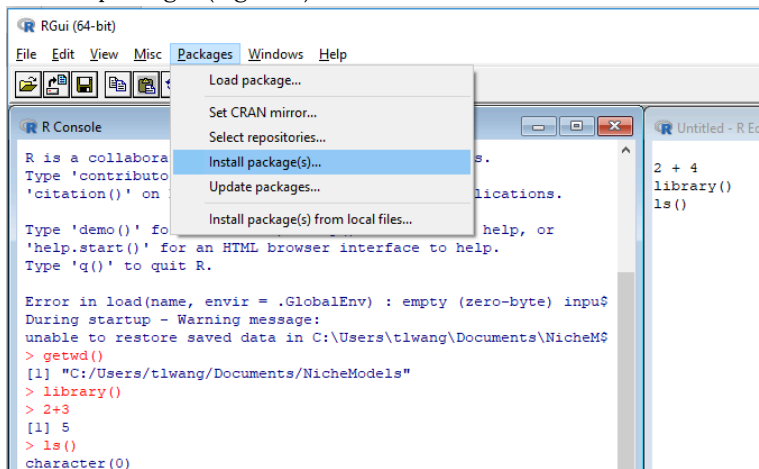 RGui (64-bit)
File Edit View Misc Packages Windows Help
Load package...
Set CRAN mirror...
Select repositories...
Install package(s)...
Update packages...
Install package(s) from local files...
R Console
R is a collabora s.
Type 'contributo
'citation()' on lications.
Type 'demo()' fo help, or
'help.start()' for an HTML browser interface to help.
Type 'q()' to quit R.
Error in load(name, envir = .GlobalEnv) : empty (zero-byte) inpu$
During startup - Warning message:
unable to restore saved data in C:\Users\tlwang\Documents\NicheM$
> getwd()
[1] "C:/Users/tlwang/Documents/NicheModels"
> library()
> 2+3
[1] 5
> ls()
character(0)
Untitled - R Ed
2 + 4
library()
ls()